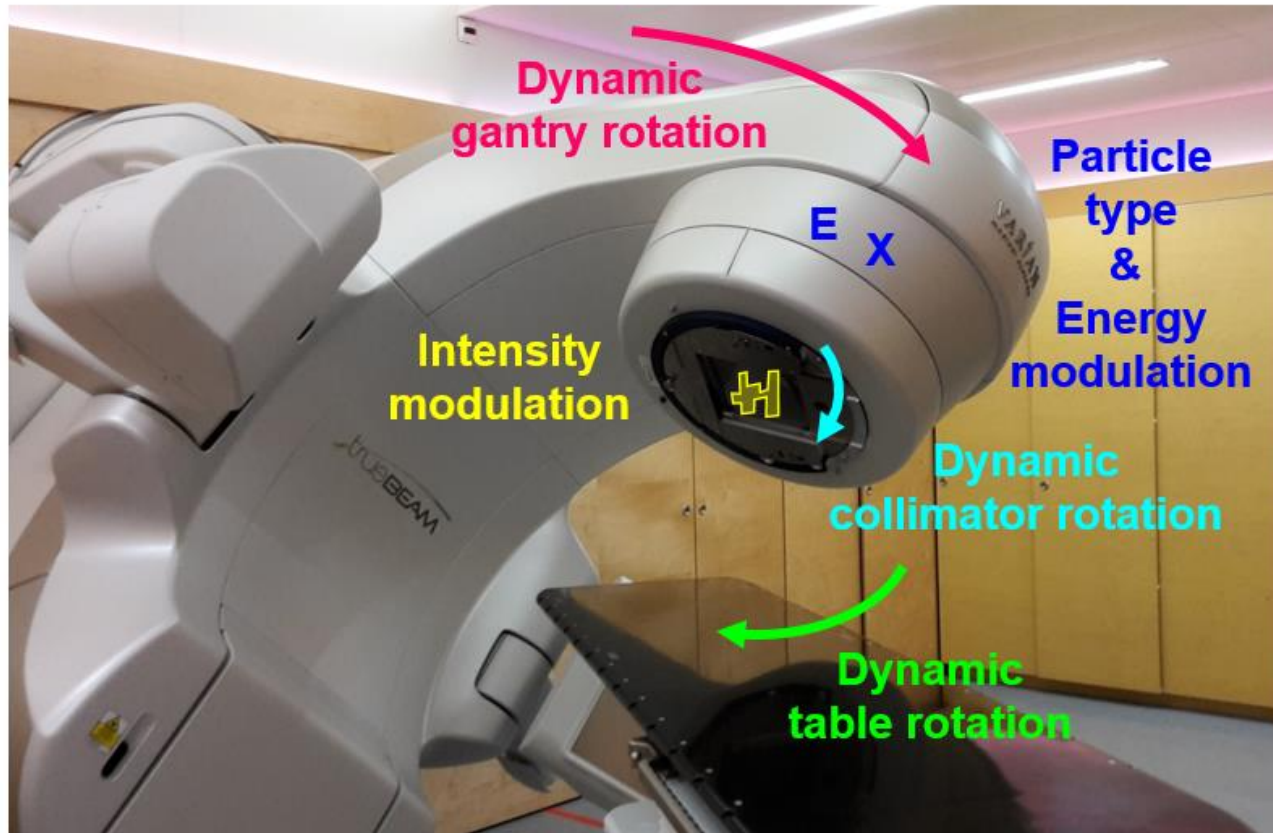 Dynamic
gantry rotation
Particle
type
&
Energy
modulation
E
X
VARIAN
Intensity
modulation
trueBEAM
Dynamic
collimator rotation
Dynamic
table rotation